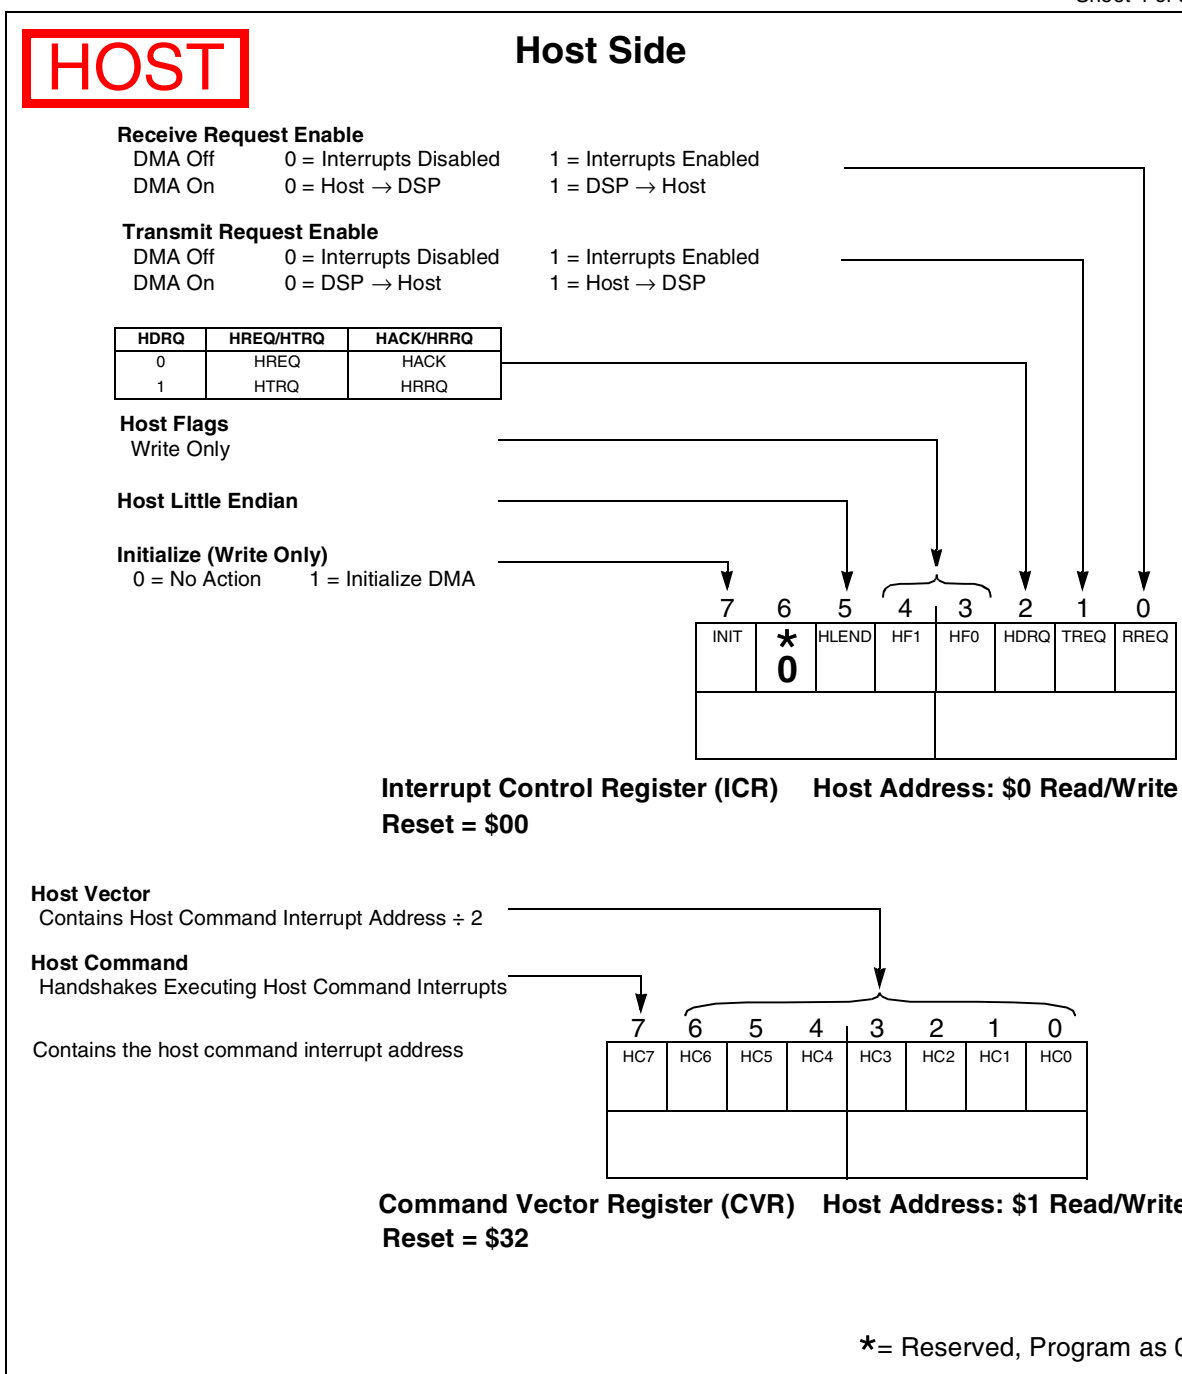 HOST
Host Side
Receive Request Enable
DMA Off 0 = Interrupts Disabled 1 = Interrupts Enabled
DMA On 0 = Host → DSP 1 = DSP → Host
Transmit Request Enable
DMA Off 0 = Interrupts Disabled 1 = Interrupts Enabled
DMA On 0 = DSP → Host 1 = Host → DSP
HDRQ HREQ/HTRQ HACK/HRRQ
0 HREQ HACK
1 HTRQ HRRQ
Host Flags
Write Only
Host Little Endian
Initialize (Write Only)
0 = No Action 1 = Initialize DMA
7 6 5 4 3 2 1 0
INIT * HLEND HF1 HF0 HDRQ TREQ RREQ
0
Interrupt Control Register (ICR) Host Address: $0 Read/Write
Reset = $00
Host Vector
Contains Host Command Interrupt Address ÷ 2
Host Command
Handshakes Executing Host Command Interrupts
7 6 5 4 3 2 1 0
Contains the host command interrupt address
HC7 HC6 HC5 HC4 HC3 HC2 HC1 HC0
Command Vector Register (CVR) Host Address: $1 Read/Write
Reset = $32
*= Reserved, Program as 0